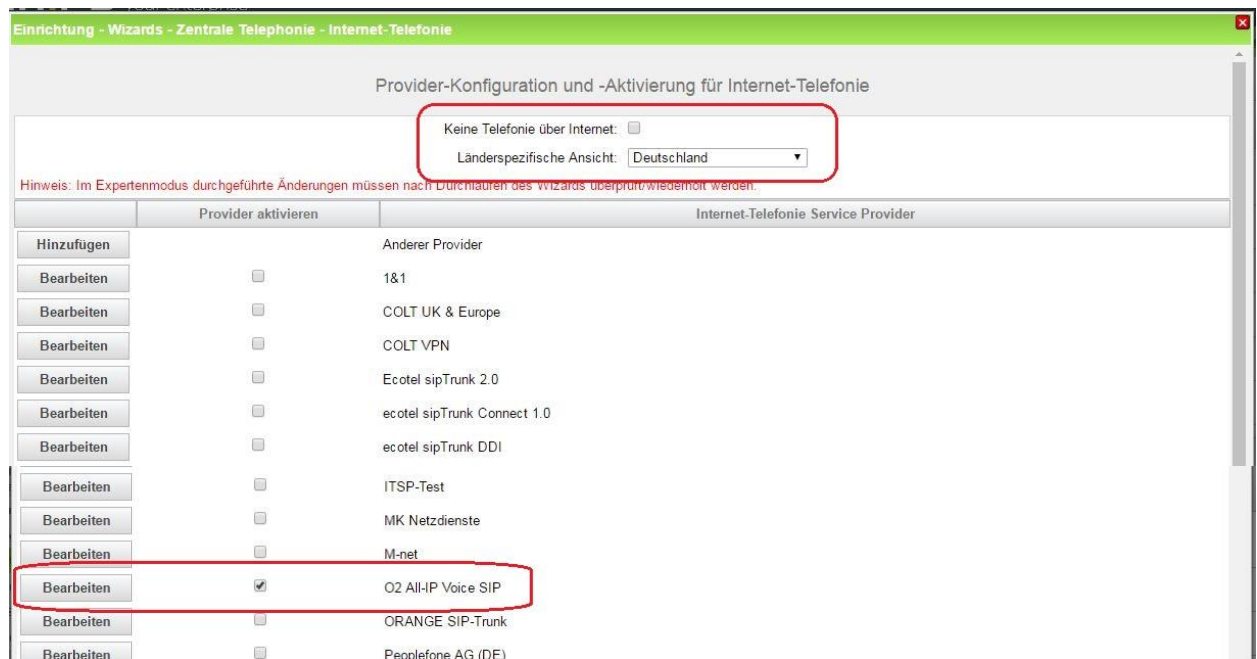 your enterprise
Einrichtung - Wizards - Zentrale Telephonie - Internet-Telefonie
Provider-Konfiguration und -Aktivierung für Internet-Telefonie
Keine Telefonie über Internet:
Länderspezifische Ansicht: Deutschland
Hinweis: Im Expertenmodus durchgeführte Änderungen müssen nach Durchlaufen des Wizards überprüft/wiederholt werden.
Provider aktivieren Internet-Telefonie Service Provider
Hinzufügen Anderer Provider
Bearbeiten 1&1
Bearbeiten COLT UK & Europe
Bearbeiten COLT VPN
Bearbeiten Ecotel sipTrunk 2.0
Bearbeiten ecotel sipTrunk Connect 1.0
Bearbeiten ecotel sipTrunk DDI
Bearbeiten ITSP-Test
Bearbeiten MK Netzdienste
Bearbeiten M-net
Bearbeiten O2 All-IP Voice SIP
Bearbeiten ORANGE SIP-Trunk
Bearbeiten Peoplefone AG (DE)